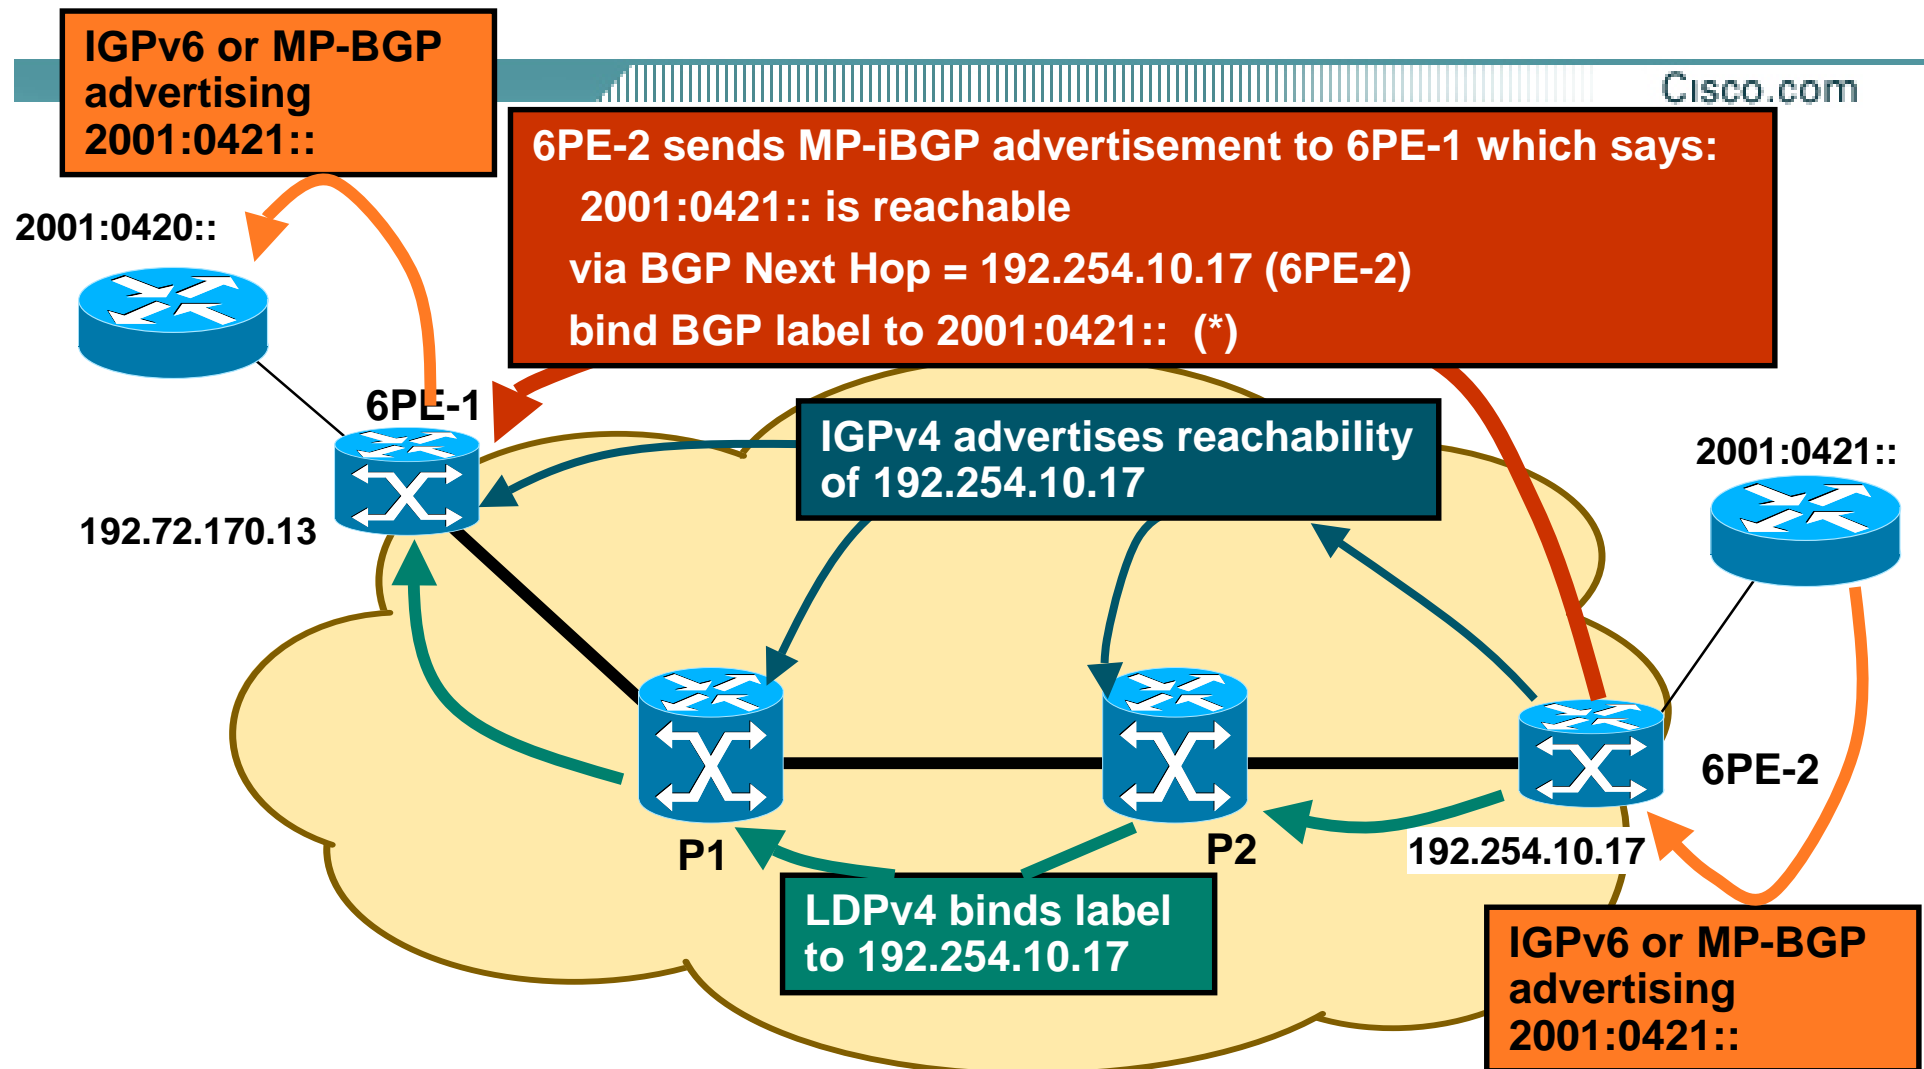 IGPv6 or MP-BGP
advertising
2001:0421::
Cisco.com
6PE-2 sends MP-iBGP advertisement to 6PE-1 which says:
2001:0421:: is reachable
via BGP Next Hop = 192.254.10.17 (6PE-2)
bind BGP label to 2001:0421:: (*)
2001:0420::
6PE-1
IGPv4 advertises reachability
of 192.254.10.17
2001:0421::
192.72.170.13
6PE-2
P1
P2
192.254.10.17
LDPv4 binds label
to 192.254.10.17
IGPv6 or MP-BGP
advertising
2001:0421::